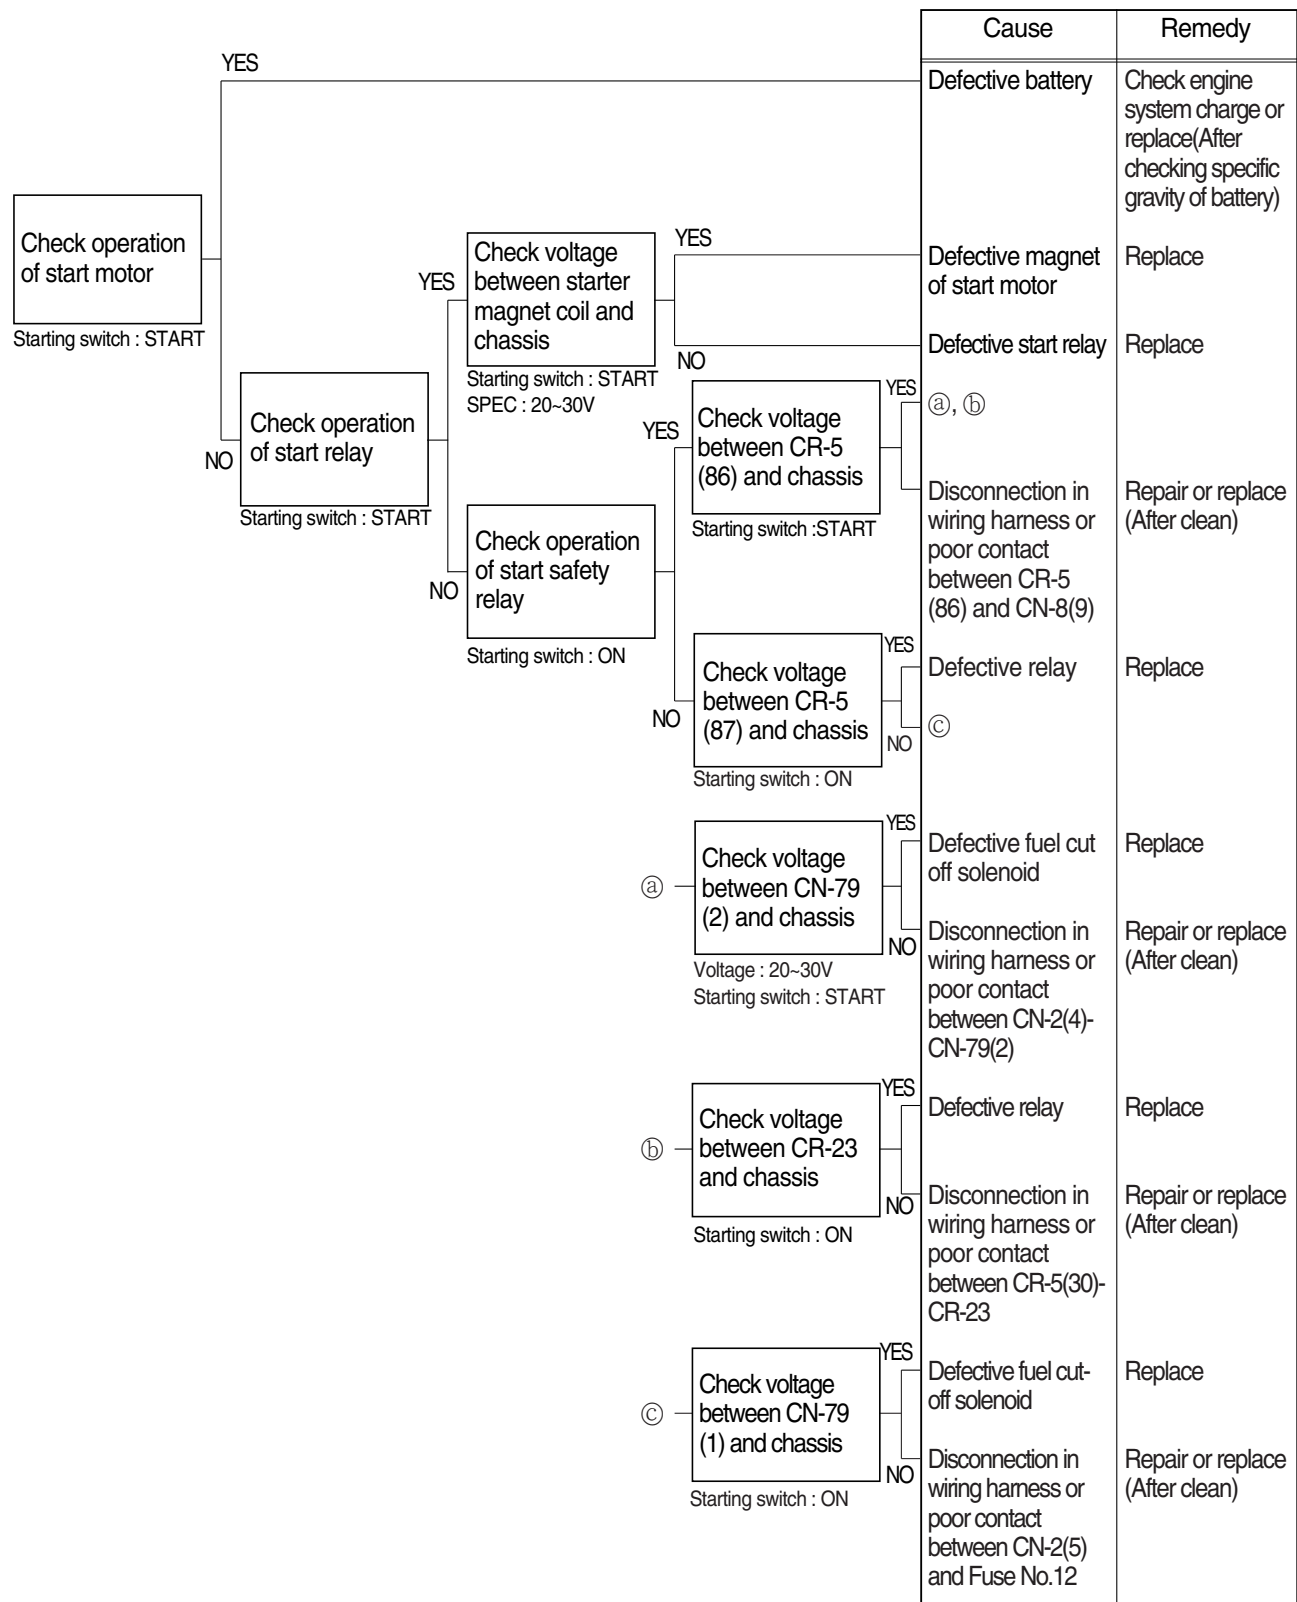 Cause
Remedy
YES
Defective battery
Check engine
system charge or
replace(After
checking specific
gravity of battery)
Check operation
of start motor
Starting switch : START
NO
Check operation
of start relay
Starting switch : START
YES
Check voltage
between starter
magnet coil and
chassis
Starting switch : START
SPEC : 20~30V
YES
Defective magnet
of start motor
Replace
NO
Defective start relay
Replace
NO
Check operation
of start safety
relay
Starting switch : ON
YES
Check voltage
between CR-5
(86) and chassis
Starting switch :START
YES
ⓐ, ⓑ
Disconnection in
wiring harness or
poor contact
between CR-5
(86) and CN-8(9)
Repair or replace
(After clean)
NO
Check voltage
between CR-5
(87) and chassis
Starting switch : ON
YES
Defective relay
Replace
NO
ⓒ
ⓐ
Check voltage
between CN-79
(2) and chassis
Voltage : 20~30V
Starting switch : START
YES
Defective fuel cut
off solenoid
Replace
NO
Disconnection in
wiring harness or
poor contact
between CN-2(4)-
CN-79(2)
Repair or replace
(After clean)
ⓑ
Check voltage
between CR-23
and chassis
Starting switch : ON
YES
Defective relay
Replace
NO
Disconnection in
wiring harness or
poor contact
between CR-5(30)-
CR-23
Repair or replace
(After clean)
ⓒ
Check voltage
between CN-79
(1) and chassis
Starting switch : ON
YES
Defective fuel cut-
off solenoid
Replace
NO
Disconnection in
wiring harness or
poor contact
between CN-2(5)
and Fuse No.12
Repair or replace
(After clean)